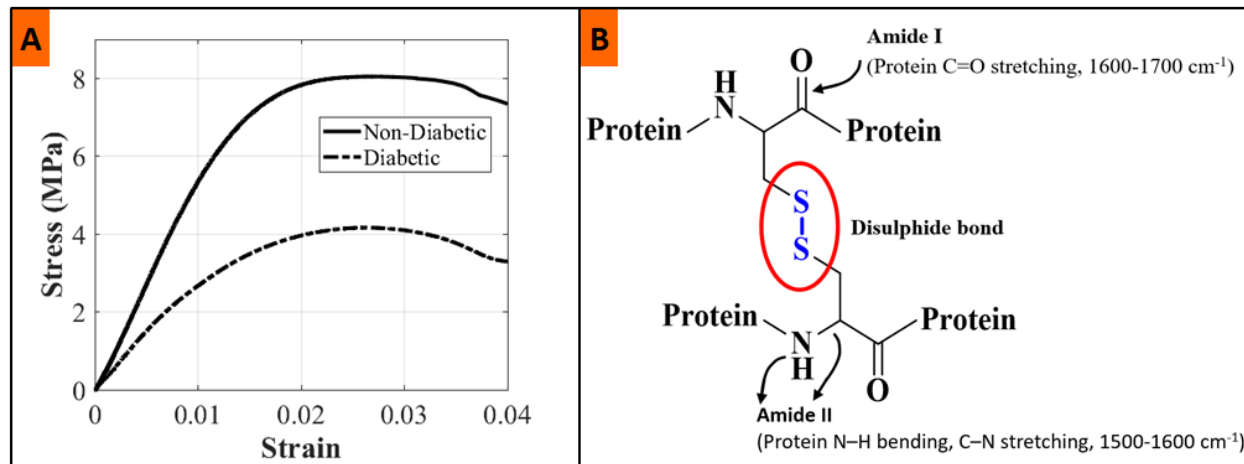 A
Stress (MPa)
8
6
4
2
0
0
0.01
0.02
0.03
0.04
Strain
Non-Diabetic
Diabetic
B
Amide I
(Protein C=O stretching, 1600-1700 cm⁻¹)
O
H
N
Protein
Protein
S
S
Disulphide bond
Protein
Protein
N
H
O
Amide II
(Protein N–H bending, C–N stretching, 1500-1600 cm⁻¹)